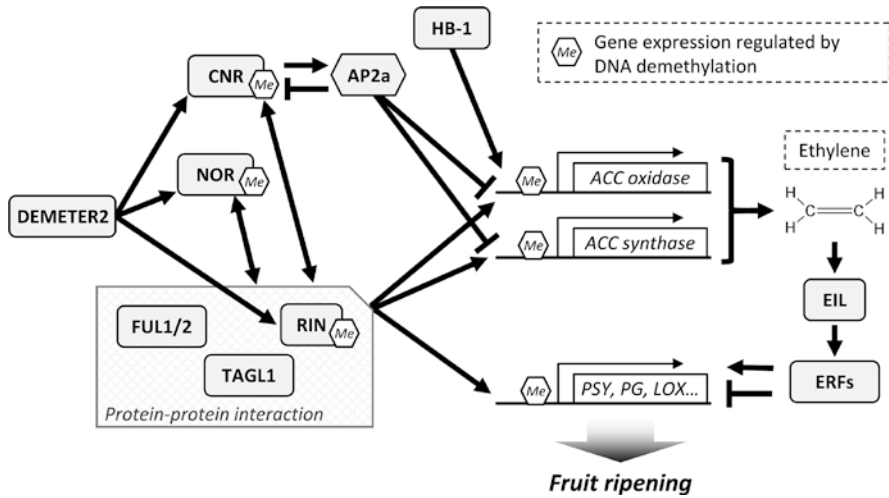 HB-1
Me Gene expression regulated by
DNA demethylation
CNR
Me
AP2a
NOR
Me
DEMETER2
Me
ACC oxidase
Me
ACC synthase
Ethylene
H
H
C
C
H
H
FUL1/2
RIN
Me
TAGL1
Protein-protein interaction
EIL
Me
PSY, PG, LOX...
ERFs
Fruit ripening